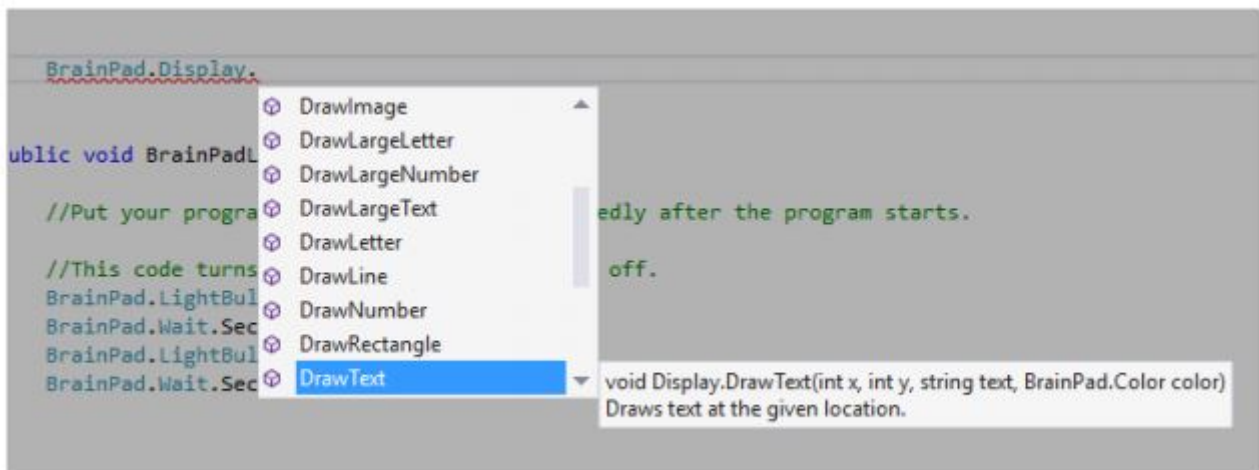 BrainPad.Display.
DrawImage
DrawLargeLetter
ublic void BrainPadL
DrawLargeNumber
//Put your progra
DrawLargeText
edly after the program starts.
DrawLetter
//This code turns
DrawLine
off.
BrainPad.LightBul
DrawNumber
BrainPad.Wait.Sec
DrawRectangle
BrainPad.LightBul
BrainPad.Wait.Sec
DrawText
void Display.DrawText(int x, int y, string text, BrainPad.Color color)
Draws text at the given location.